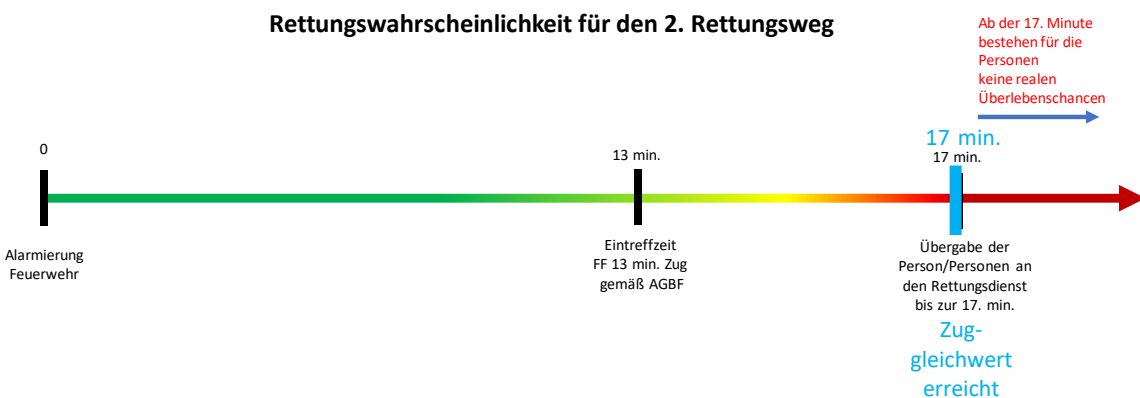 Rettungswahrscheinlichkeit für den 2. Rettungsweg
Ab der 17. Minute
bestehen für die
Personen
keine realen
Überlebenschancen
0
13 min.
17 min.
17 min.
Alarmierung
Feuerwehr
Eintreffzeit
FF 13 min. Zug
gemäß AGBF
Übergabe der
Person/Personen an
den Rettungsdienst
bis zur 17. min.
Zug-
gleichwert
erreicht